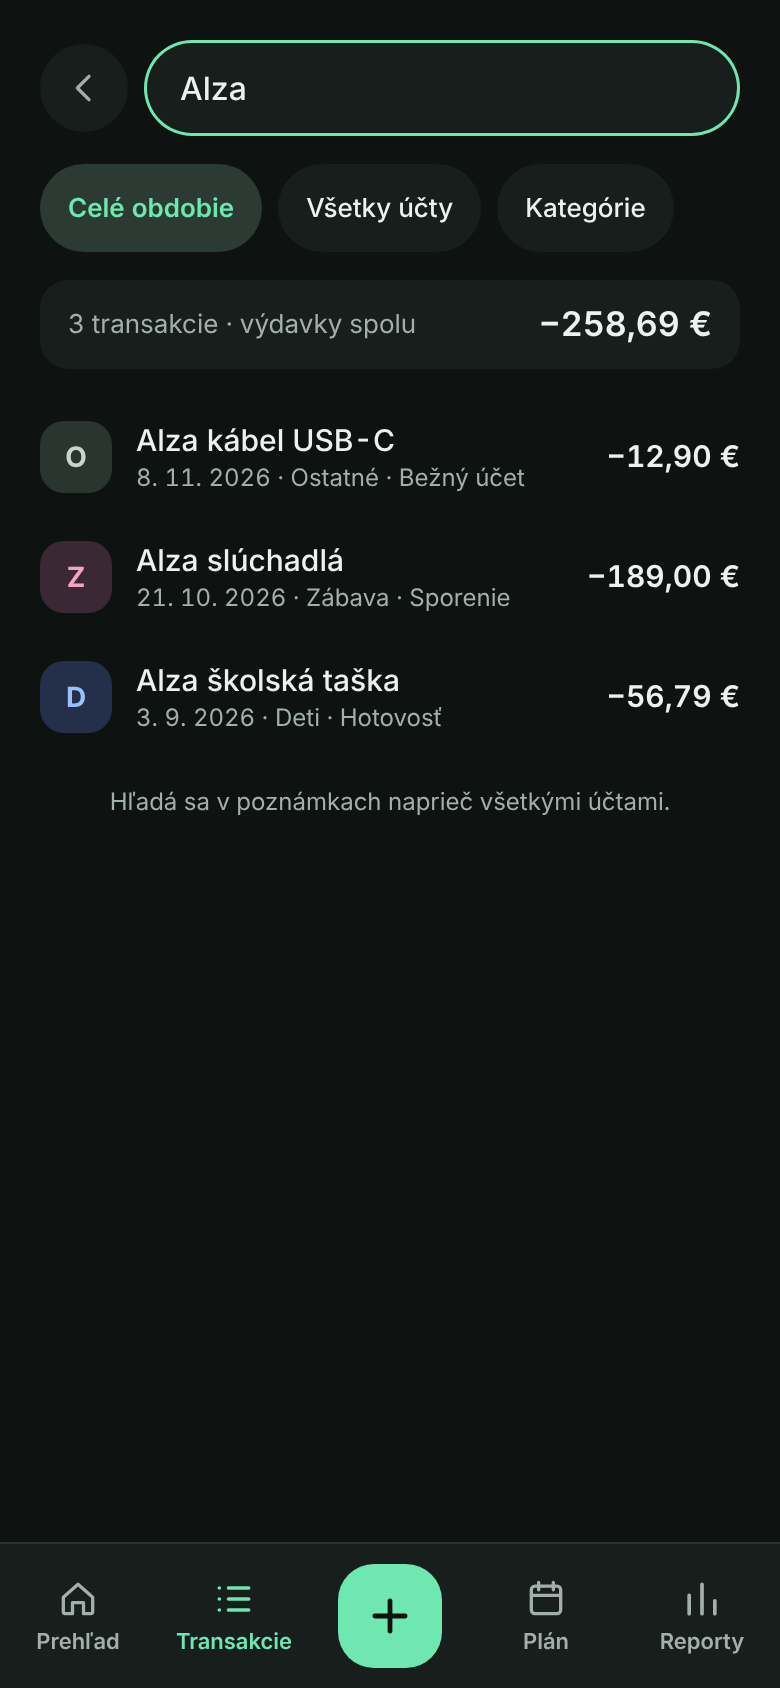 Alza
Celé obdobie
Všetky účty
Kategórie
3 transakcie · výdavky spolu
−258,69 €
O
Alza kábel USB-C
−12,90 €
8. 11. 2026 · Ostatné · Bežný účet
Z
Alza slúchadlá
−189,00 €
21. 10. 2026 · Zábava · Sporenie
D
Alza školská taška
−56,79 €
3. 9. 2026 · Deti · Hotovosť
Hľadá sa v poznámkach naprieč všetkými účtami.
Prehľad
Transakcie
Plán
Reporty